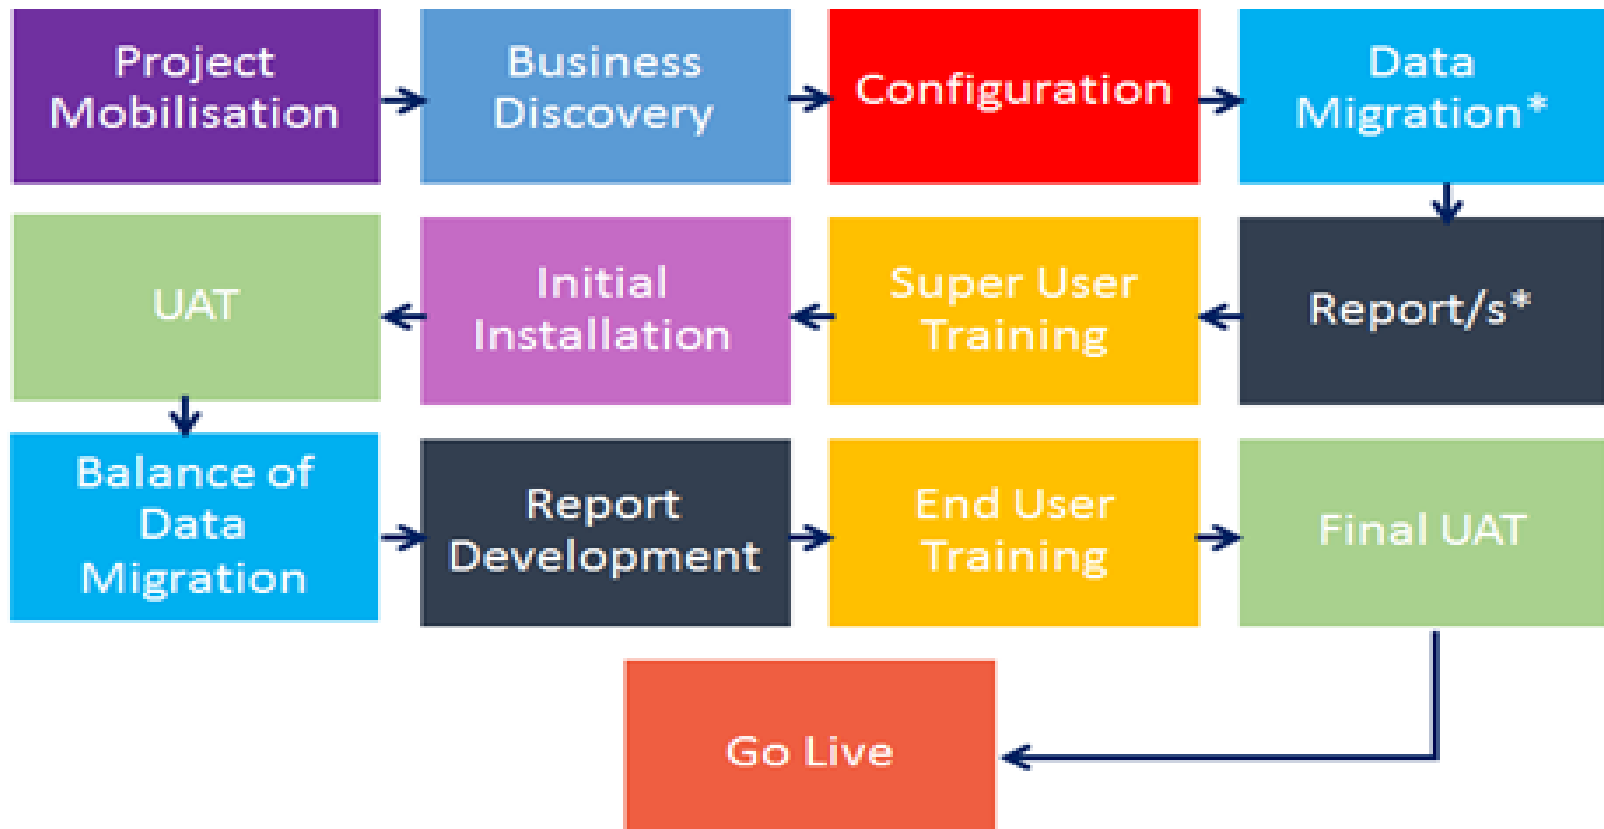 Project
Mobilisation
Business
Discovery
Configuration
Data
Migration*
Report/s*
Super User
Training
Initial
Installation
UAT
Balance of
Data
Migration
Report
Development
End User
Training
Final UAT
Go Live